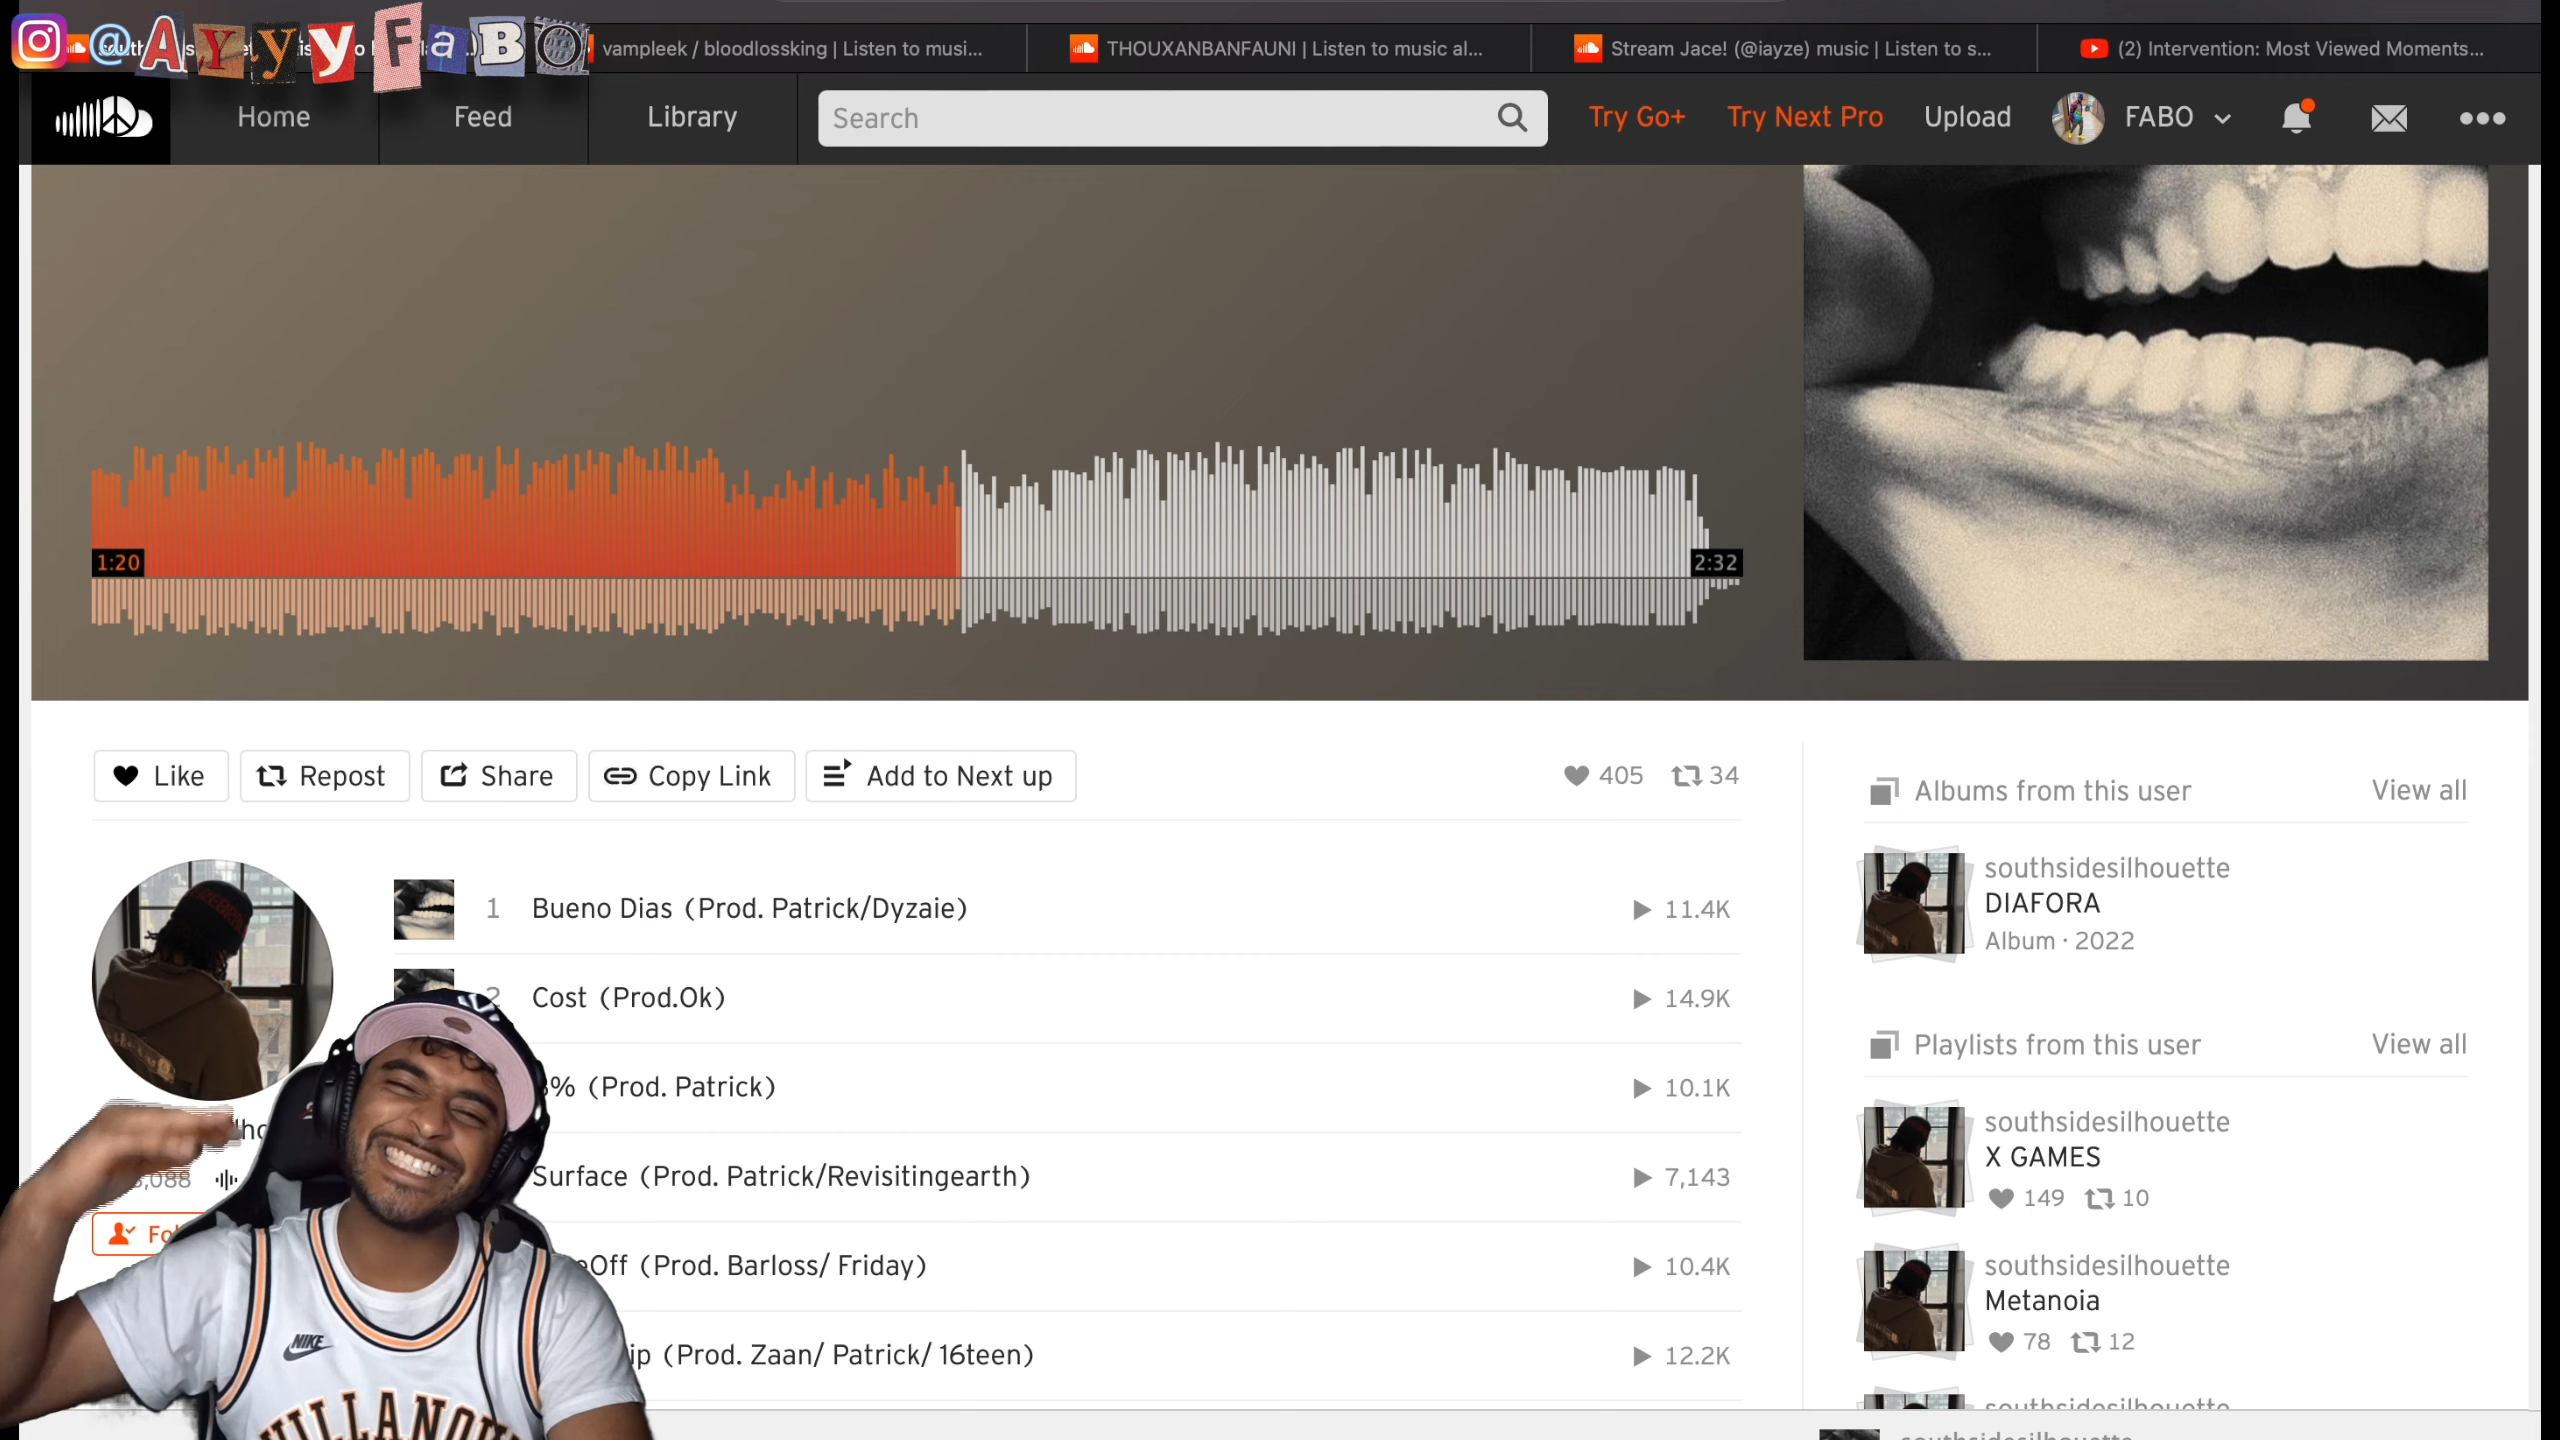 @AyyyFaBO
vampleek / bloodlossking | Listen to musi...
THOUXANBANFAUNI | Listen to music al...
Stream Jace! (@iayze) music | Listen to s...
(2) Intervention: Most Viewed Moments...
Home
Feed
Library
Search
Try Go+
Try Next Pro
Upload
FABO
1:20
2:32
Like
Repost
Share
Copy Link
Add to Next up
405
34
1 Bueno Dias (Prod. Patrick/Dyzaie) 11.4K
2 Cost (Prod.Ok) 14.9K
% (Prod. Patrick) 10.1K
Surface (Prod. Patrick/Revisitingearth) 7,143
Off (Prod. Barloss/ Friday) 10.4K
ip (Prod. Zaan/ Patrick/ 16teen) 12.2K
NIKE
Albums from this user
View all
southsidesilhouette
DIAFORA
Album · 2022
Playlists from this user
View all
southsidesilhouette
X GAMES
149 10
southsidesilhouette
Metanoia
78 12
southsidesilhouette